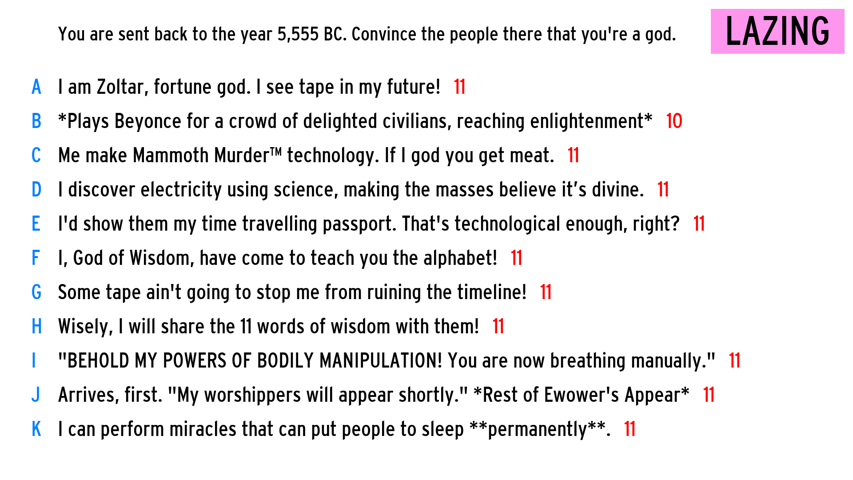 You are sent back to the year 5,555 BC. Convince the people there that you're a god.
LAZING
A I am Zoltar, fortune god. I see tape in my future! 11
B *Plays Beyonce for a crowd of delighted civilians, reaching enlightenment* 10
C Me make Mammoth Murder™ technology. If I god you get meat. 11
D I discover electricity using science, making the masses believe it’s divine. 11
E I'd show them my time travelling passport. That's technological enough, right? 11
F I, God of Wisdom, have come to teach you the alphabet! 11
G Some tape ain't going to stop me from ruining the timeline! 11
H Wisely, I will share the 11 words of wisdom with them! 11
I "BEHOLD MY POWERS OF BODILY MANIPULATION! You are now breathing manually." 11
J Arrives, first. "My worshippers will appear shortly." *Rest of Ewower's Appear* 11
K I can perform miracles that can put people to sleep **permanently**. 11